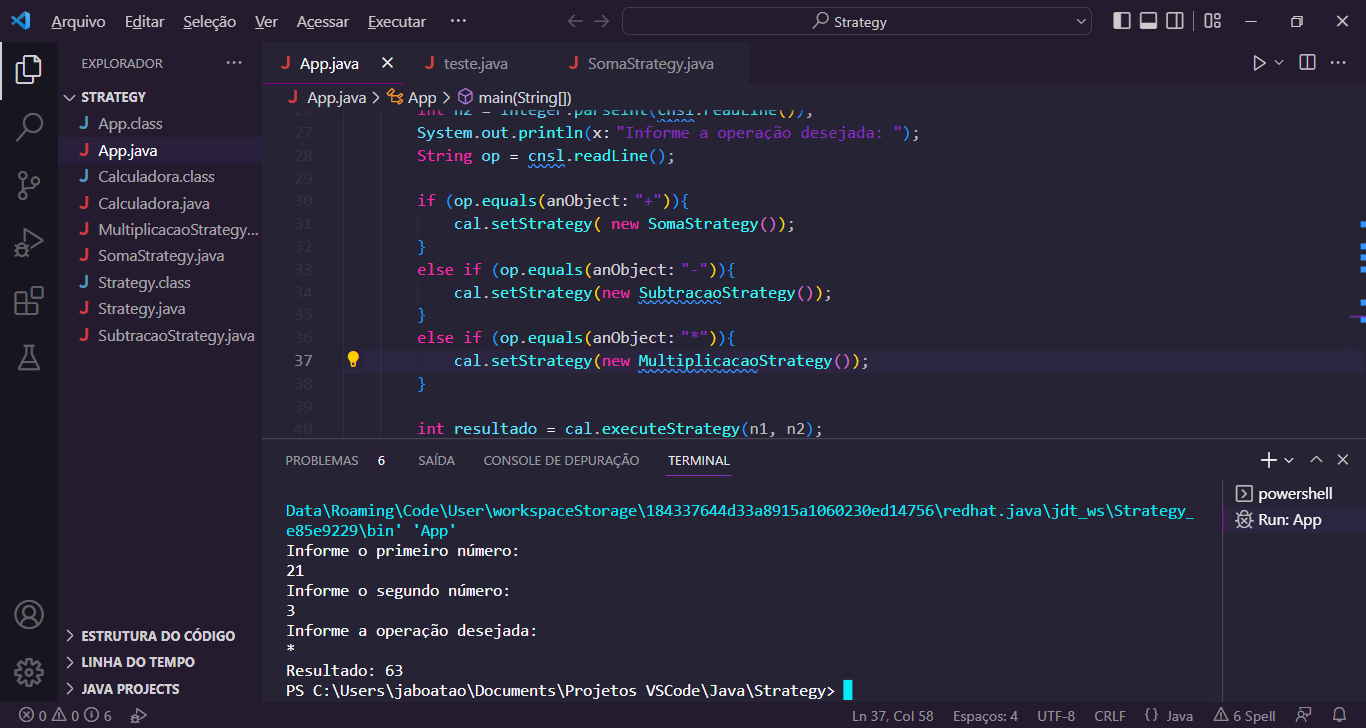 Arquivo Editar Seleção Ver Acessar Executar ··· Strategy
EXPLORADOR ···
STRATEGY
App.class
App.java
Calculadora.class
Calculadora.java
MultiplicacaoStrategy...
SomaStrategy.java
Strategy.class
Strategy.java
SubtracaoStrategy.java
ESTRUTURA DO CÓDIGO
LINHA DO TEMPO
JAVA PROJECTS
App.java teste.java SomaStrategy.java
App.java > App > main(String[])
26 int n2 = Integer.parseInt(cnsl.readLine());
27 System.out.println(x: "Informe a operação desejada: ");
28 String op = cnsl.readLine();
29
30 if (op.equals(anObject: "+")){
31 cal.setStrategy( new SomaStrategy());
32 }
33 else if (op.equals(anObject: "-")){
34 cal.setStrategy(new SubtracaoStrategy());
35 }
36 else if (op.equals(anObject: "*")){
37 cal.setStrategy(new MultiplicacaoStrategy());
38 }
39
40 int resultado = cal.executeStrategy(n1, n2);
PROBLEMAS 6 SAÍDA CONSOLE DE DEPURAÇÃO TERMINAL
Data\Roaming\Code\User\workspaceStorage\184337644d33a8915a1060230ed14756\redhat.java\jdt_ws\Strategy_
e85e9229\bin' 'App'
Informe o primeiro número:
21
Informe o segundo número:
3
Informe a operação desejada:
*
Resultado: 63
PS C:\Users\jaboatao\Documents\Projetos VSCode\Java\Strategy>
powershell
Run: App
0 0 6 Ln 37, Col 58 Espaços: 4 UTF-8 CRLF {} Java 6 Spell